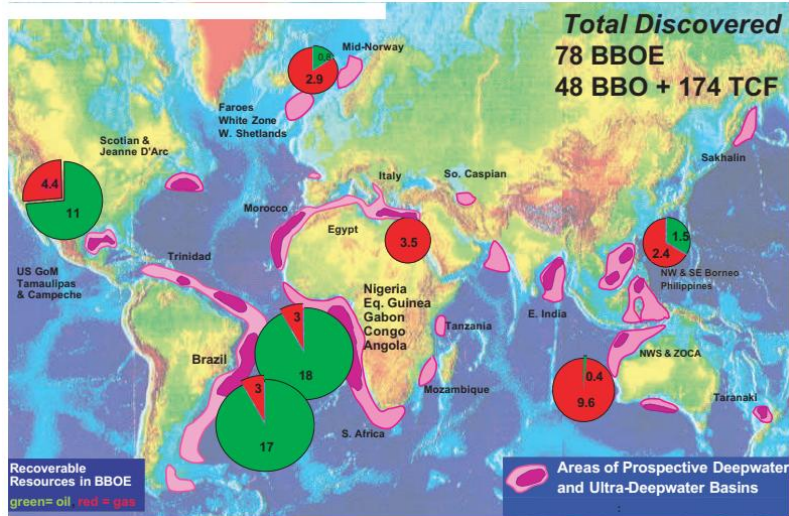 Total Discovered
78 BBOE
48 BBO + 174 TCF
Mid-Norway
0.6
2.9
Faroes
White Zone
W. Shetlands
Scotian &
Jeanne D'Arc
Sakhalin
4.4
11
Italy
So. Caspian
Morocco
Egypt
3.5
1.5
2.4
NW & SE Borneo
Philippines
US GoM
Tamaulipas
& Campeche
Trinidad
Nigeria
Eq. Guinea
Gabon
Congo
Angola
E. India
Tanzania
3
18
Brazil
NWS & ZOCA
0.4
9.6
Mozambique
Taranaki
3
17
S. Africa
Recoverable
Resources in BBOE
green= oil, red = gas
Areas of Prospective Deepwater
and Ultra-Deepwater Basins
: